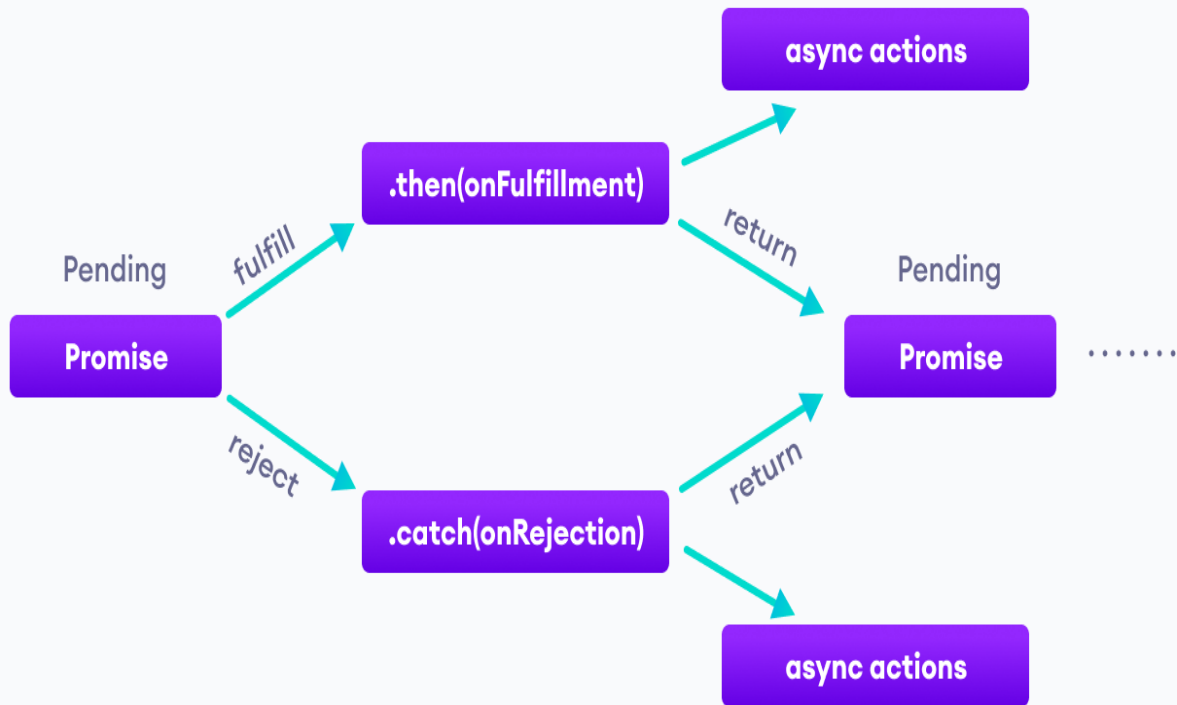 async actions
.then(onFulfillment)
fulfill
return
Pending
Pending
Promise
Promise
.......
reject
return
.catch(onRejection)
async actions